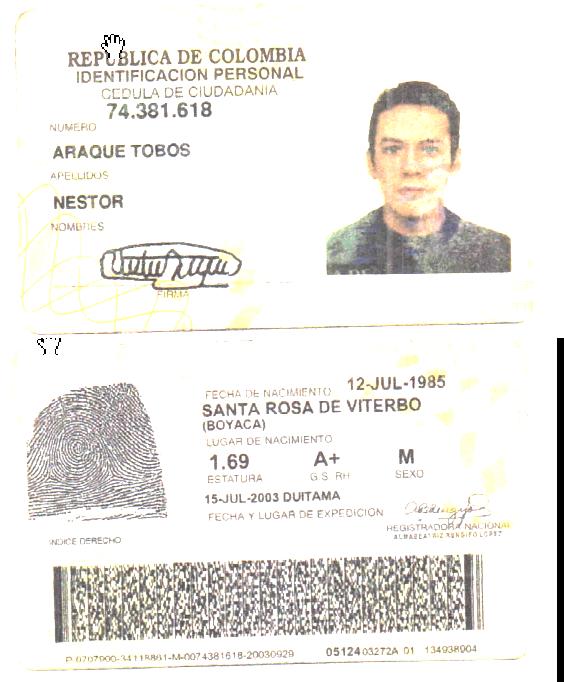 REPUBLICA DE COLOMBIA
IDENTIFICACION PERSONAL
CEDULA DE CIUDADANIA
74.381.618
NUMERO
ARAQUE TOBOS
APELLIDOS
NESTOR
NOMBRES
FIRMA
FECHA DE NACIMIENTO 12-JUL-1985
SANTA ROSA DE VITERBO
(BOYACA)
LUGAR DE NACIMIENTO
1.69 A+ M
ESTATURA G.S. RH SEXO
15-JUL-2003 DUITAMA
FECHA Y LUGAR DE EXPEDICION
REGISTRADORA NACIONAL
ALMABEATRIZ RENGIFO LOPEZ
INDICE DERECHO
P-0707900-34118861-M-0074381618-20030929 05124 03272A 01 134938904